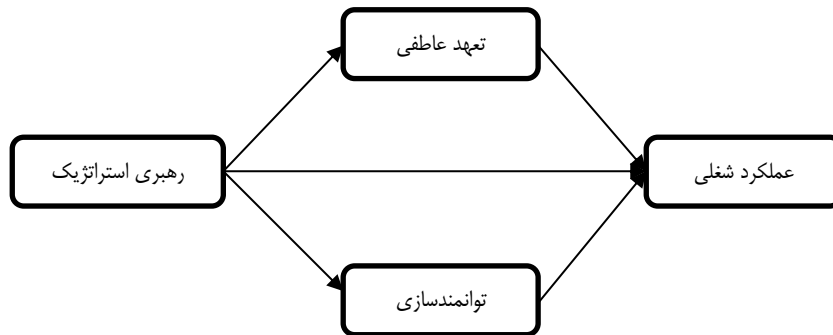 تعهد عاطفی
رهبری استراتژیک
عملکرد شغلی
توانمندسازی